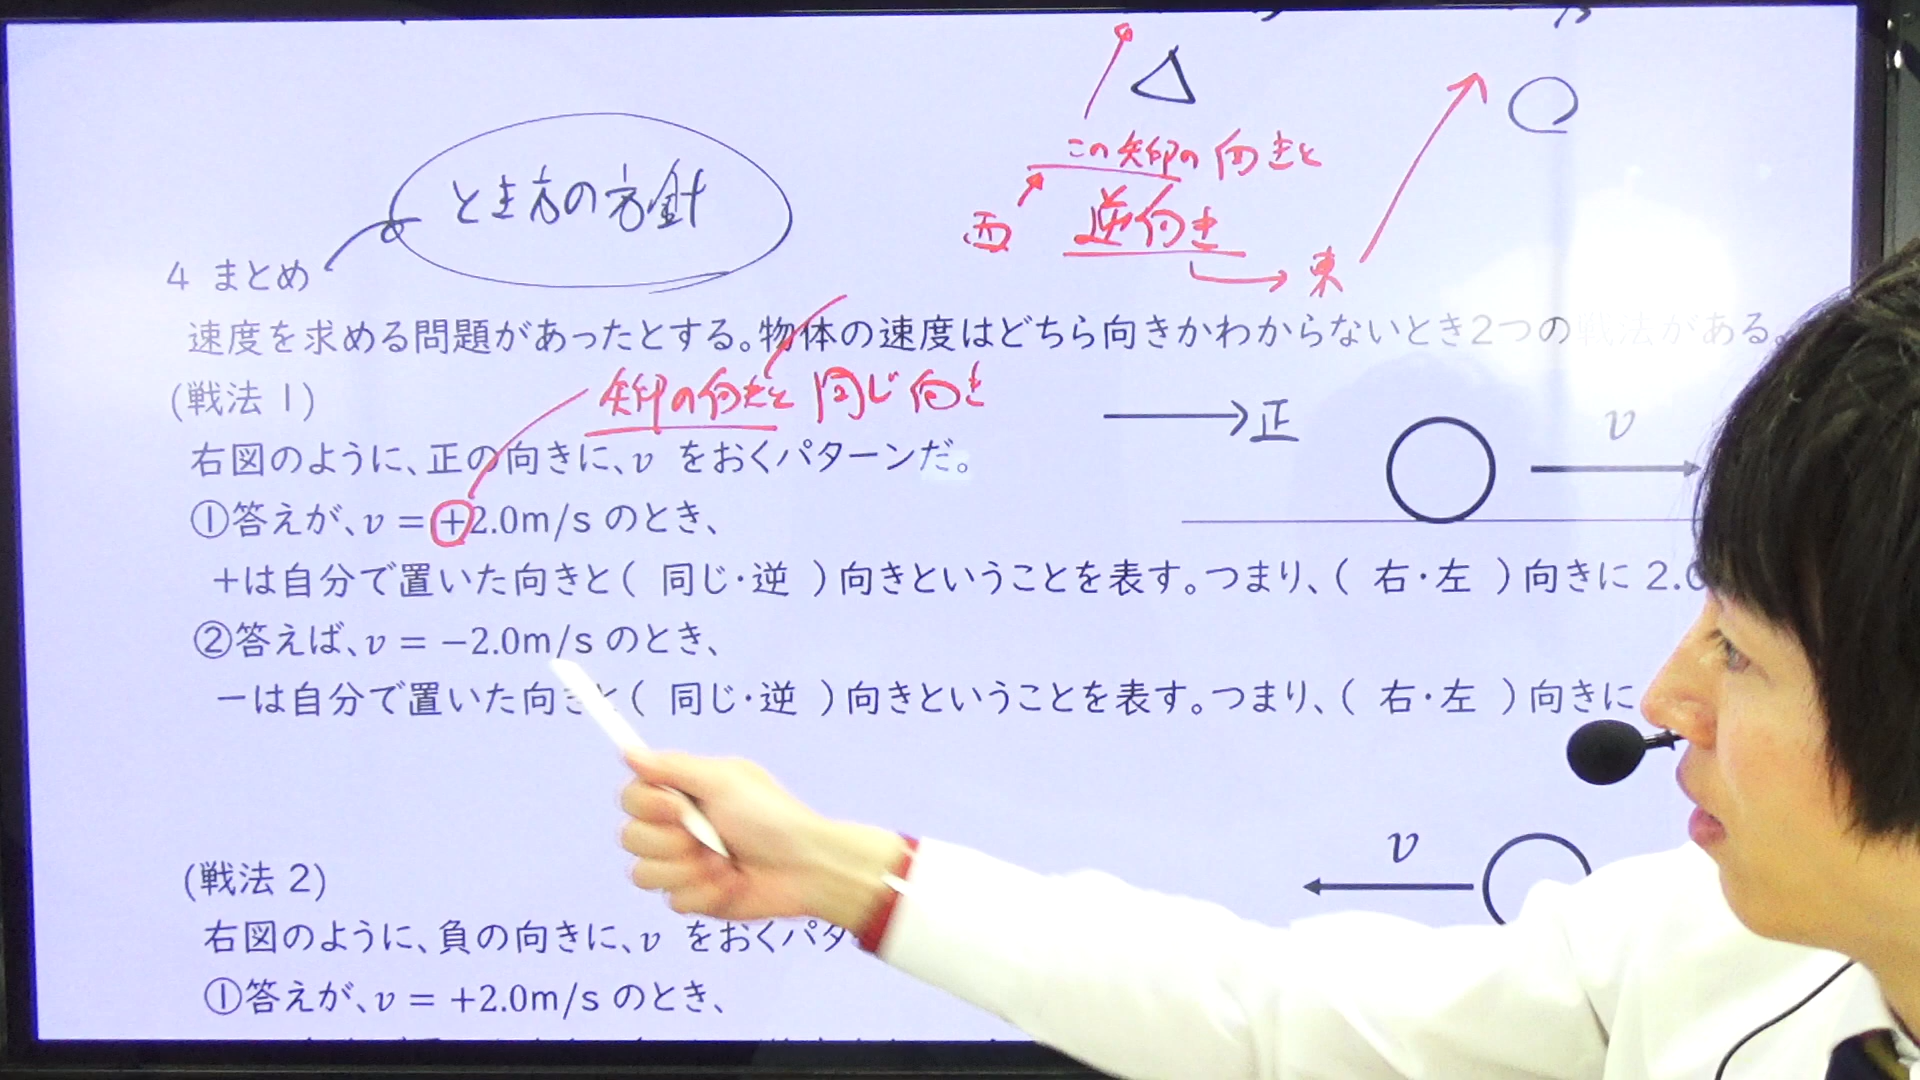 この矢印の向きと
西 逆向き
東
とき方の方針
4 まとめ
速度を求める問題があったとする。物体の速度はどちら向きかわからないとき2つの戦法がある。
(戦法 1)
矢印の向きと 同じ向き
正
v
右図のように、正の向きに、v をおくパターンだ。
①答えが、v = +2.0m/s のとき、
+は自分で置いた向きと( 同じ・逆 )向きということを表す。つまり、( 右・左 )向きに 2.0
②答えば、v = −2.0m/s のとき、
−は自分で置いた向きと( 同じ・逆 )向きということを表す。つまり、( 右・左 )向きに
v
(戦法 2)
右図のように、負の向きに、v をおくパタ
①答えが、v = +2.0m/s のとき、